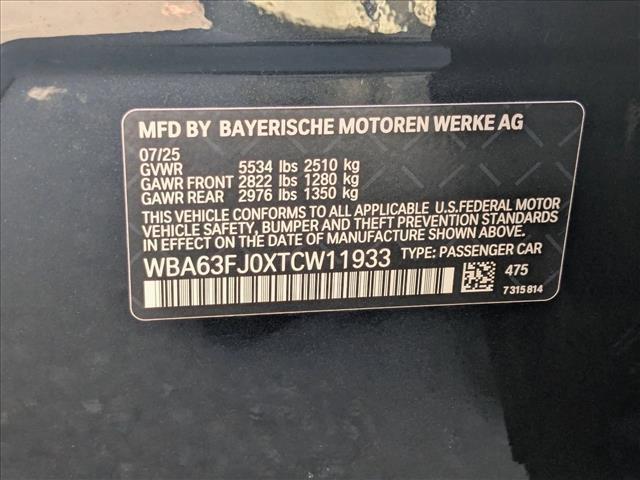 MFD BY BAYERISCHE MOTOREN WERKE AG
07/25
GVWR 5534 lbs 2510 kg
GAWR FRONT 2822 lbs 1280 kg
GAWR REAR 2976 lbs 1350 kg
THIS VEHICLE CONFORMS TO ALL APPLICABLE U.S.FEDERAL MOTOR
SAFETY, BUMPER AND THEFT PREVENTION STANDARDS
IN EFFECT ON THE DATE OF MANUFACTURE SHOWN ABOVE.
WBA63FJ0XTCW11933 TYPE: PASSENGER CAR
475
7315814